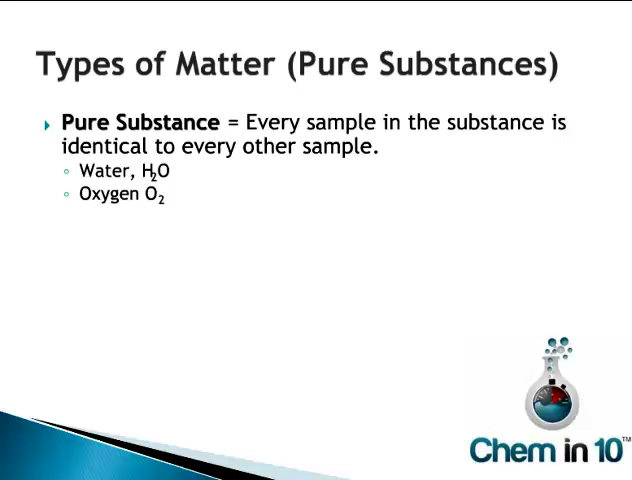 Types of Matter (Pure Substances)
Pure Substance = Every sample in the substance is
identical to every other sample.
Water, H₂O
Oxygen O₂
Chem in 10™